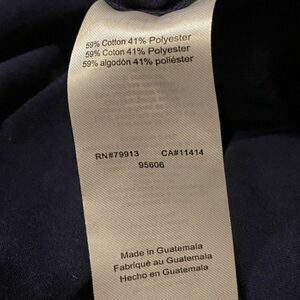 59% Cotton 41% Polyester
59% Coton 41% Polyester
59% algodón 41% poliéster
RN#79913 CA#11414
95606
Made in Guatemala
Fabriqué au Guatemala
Hecho en Guatemala